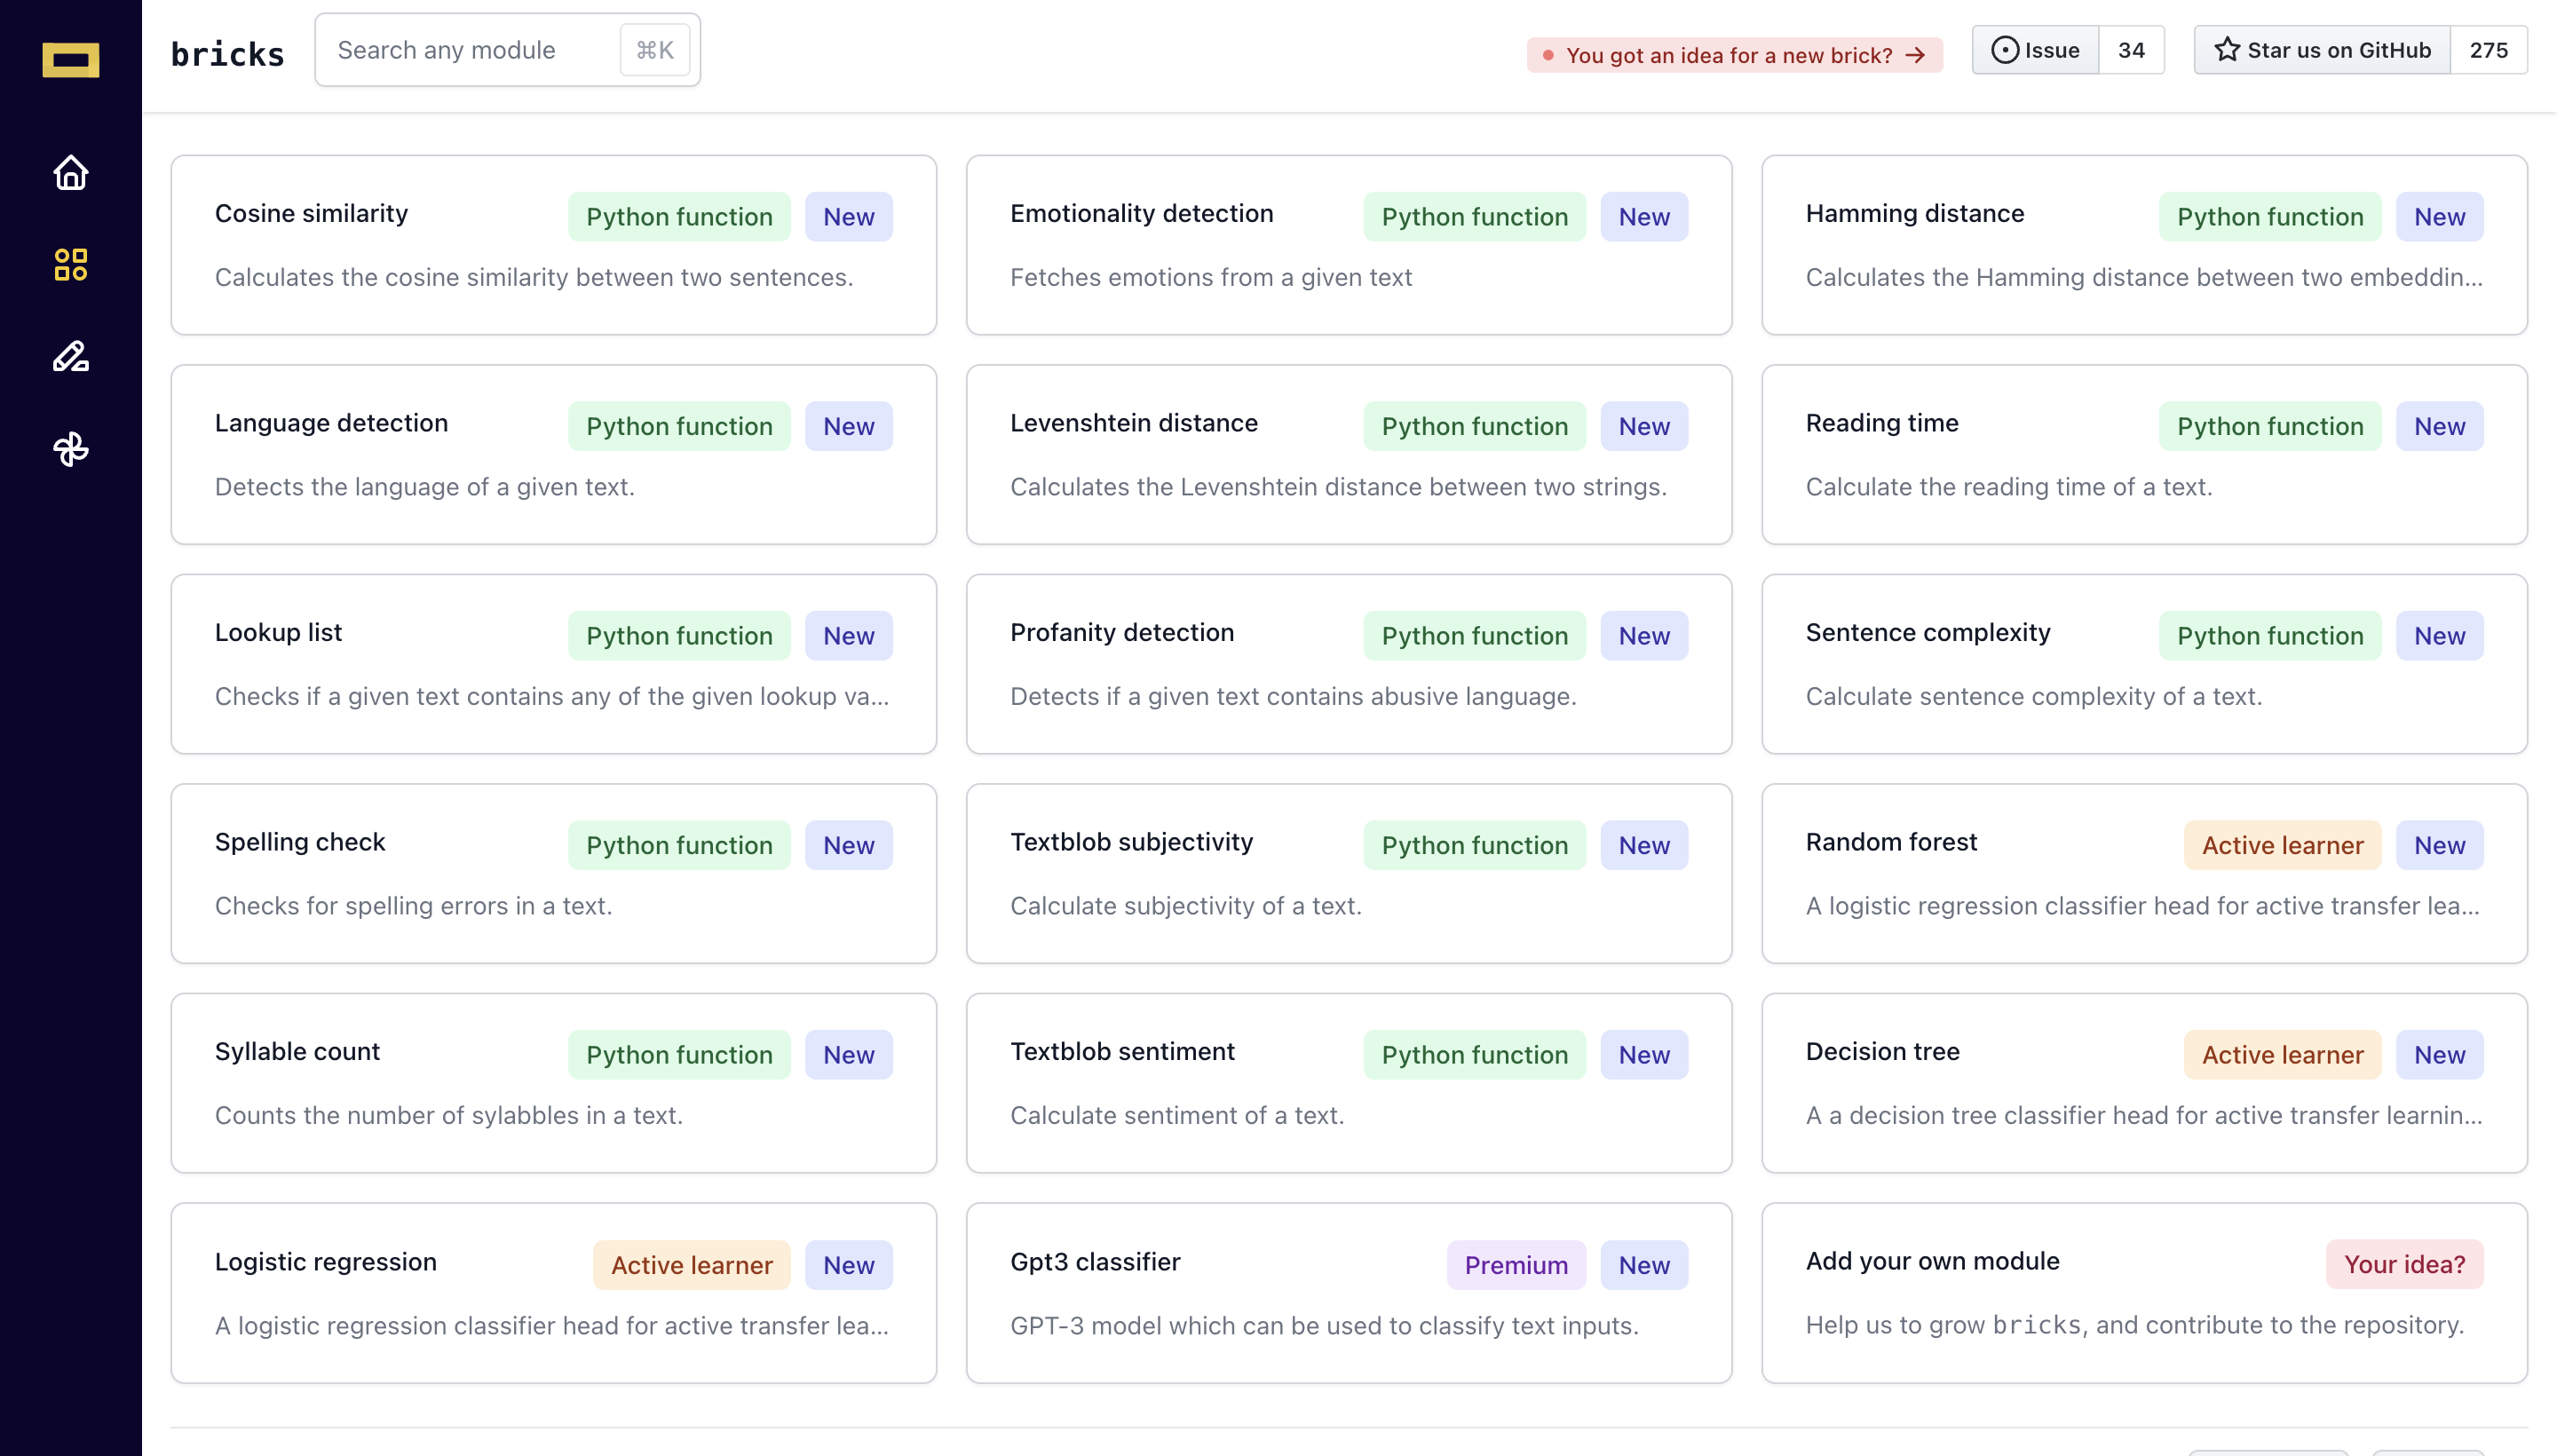 bricks
Search any module ⌘K
You got an idea for a new brick? →
Issue 34
Star us on GitHub 275
Cosine similarity Python function New
Calculates the cosine similarity between two sentences.
Emotionality detection Python function New
Fetches emotions from a given text
Hamming distance Python function New
Calculates the Hamming distance between two embeddin...
Language detection Python function New
Detects the language of a given text.
Levenshtein distance Python function New
Calculates the Levenshtein distance between two strings.
Reading time Python function New
Calculate the reading time of a text.
Lookup list Python function New
Checks if a given text contains any of the given lookup va...
Profanity detection Python function New
Detects if a given text contains abusive language.
Sentence complexity Python function New
Calculate sentence complexity of a text.
Spelling check Python function New
Checks for spelling errors in a text.
Textblob subjectivity Python function New
Calculate subjectivity of a text.
Random forest Active learner New
A logistic regression classifier head for active transfer lea...
Syllable count Python function New
Counts the number of sylabbles in a text.
Textblob sentiment Python function New
Calculate sentiment of a text.
Decision tree Active learner New
A a decision tree classifier head for active transfer learnin...
Logistic regression Active learner New
A logistic regression classifier head for active transfer lea...
Gpt3 classifier Premium New
GPT-3 model which can be used to classify text inputs.
Add your own module Your idea?
Help us to grow bricks, and contribute to the repository.